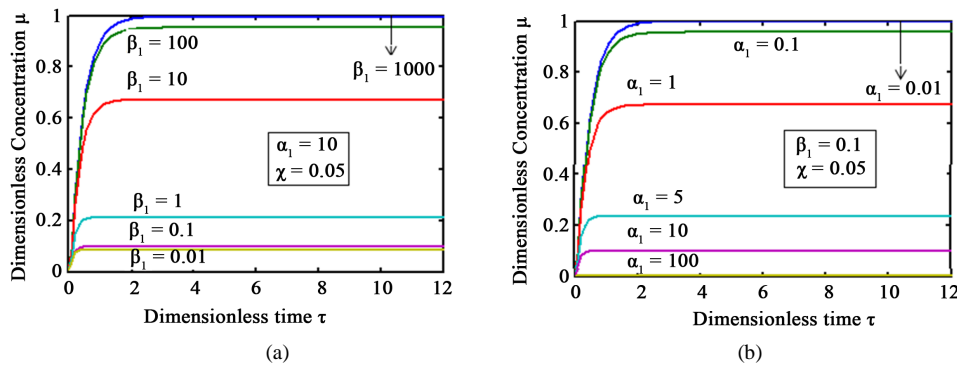 Dimensionless Concentration μ
1
0.8
0.6
0.4
0.2
0
β₁ = 100
β₁ = 1000
β₁ = 10
α₁ = 10
χ = 0.05
β₁ = 1
β₁ = 0.1
β₁ = 0.01
0 2 4 6 8 10 12
Dimensionless time τ
(a)
Dimensionless Concentration μ
1
0.8
0.6
0.4
0.2
0
α₁ = 0.1
α₁ = 0.01
α₁ = 1
β₁ = 0.1
χ = 0.05
α₁ = 5
α₁ = 10
α₁ = 100
0 2 4 6 8 10 12
Dimensionless time τ
(b)